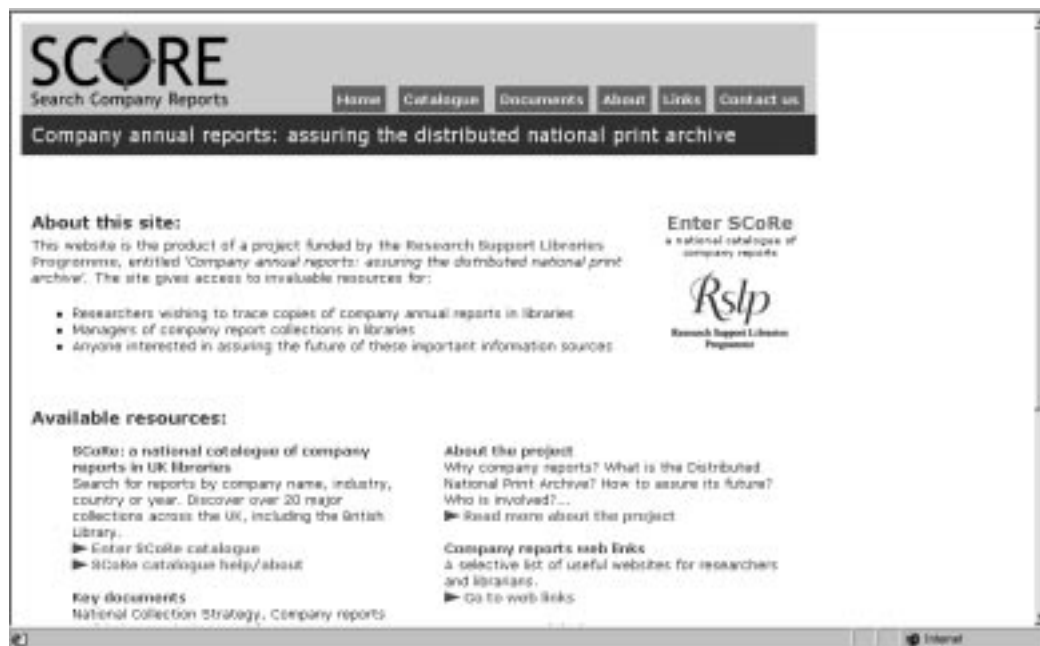 SCORE
Search Company Reports
Home Catalogue Documents About Links Contact us
Company annual reports: assuring the distributed national print archive
About this site:
This website is the product of a project funded by the Research Support Libraries
Programme, entitled 'Company annual reports: assuring the distributed national print
archive'. The site gives access to invaluable resources for:
Researchers wishing to trace copies of company annual reports in libraries
Managers of company report collections in libraries
Anyone interested in assuring the future of these important information sources
Enter SCoRe
a national catalogue of
company reports
Rslp
Research Support Libraries
Programme
Available resources:
SCoRe: a national catalogue of company
reports in UK libraries
Search for reports by company name, industry,
country or year. Discover over 20 major
collections across the UK, including the British
Library.
Enter SCoRe catalogue
SCoRe catalogue help/about
Key documents
National Collection Strategy, Company reports
About the project
Why company reports? What is the Distributed
National Print Archive? How to assure its future?
Who is involved?...
Read more about the project
Company reports web links
A selective list of useful websites for researchers
and librarians.
Go to web links
Internet